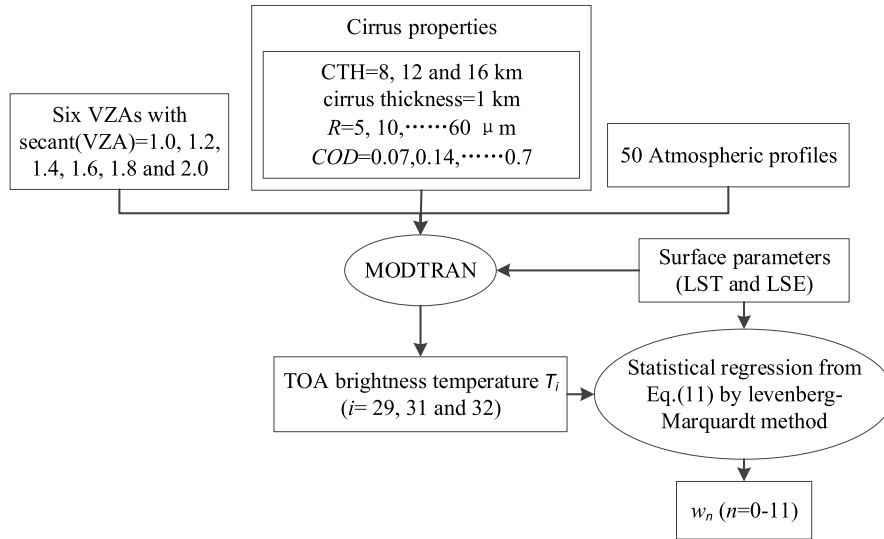 Cirrus properties
CTH=8, 12 and 16 km
cirrus thickness=1 km
R=5, 10,⋯⋯60 μm
COD=0.07,0.14,⋯⋯0.7
Six VZAs with
secant(VZA)=1.0, 1.2,
1.4, 1.6, 1.8 and 2.0
50 Atmospheric profiles
MODTRAN
Surface parameters
(LST and LSE)
TOA brightness temperature Ti
(i= 29, 31 and 32)
Statistical regression from
Eq.(11) by levenberg-
Marquardt method
wn (n=0-11)